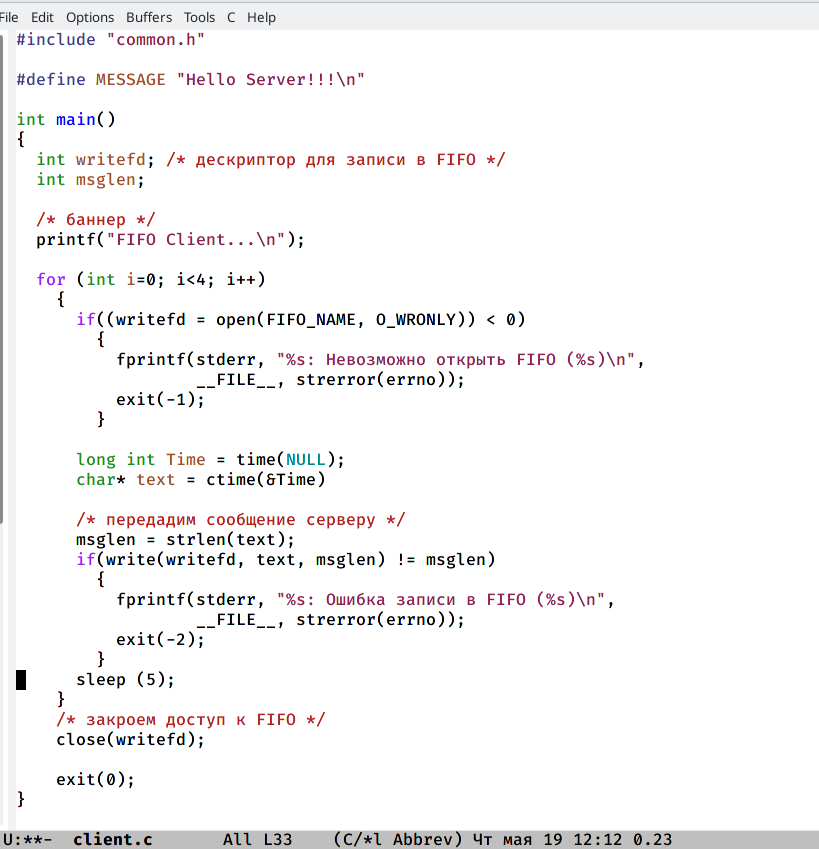 File Edit Options Buffers Tools C Help
#include "common.h"
#define MESSAGE "Hello Server!!!\n"
int main()
{
int writefd; /* дескриптор для записи в FIFO */
int msglen;
/* баннер */
printf("FIFO Client...\n");
for (int i=0; i<4; i++)
{
if((writefd = open(FIFO_NAME, O_WRONLY)) < 0)
{
fprintf(stderr, "%s: Невозможно открыть FIFO (%s)\n",
__FILE__, strerror(errno));
exit(-1);
}
long int Time = time(NULL);
char* text = ctime(&Time)
/* передадим сообщение серверу */
msglen = strlen(text);
if(write(writefd, text, msglen) != msglen)
{
fprintf(stderr, "%s: Ошибка записи в FIFO (%s)\n",
__FILE__, strerror(errno));
exit(-2);
}
sleep (5);
}
/* закроем доступ к FIFO */
close(writefd);
exit(0);
}
U:**- client.c All L33 (C/*l Abbrev) Чт мая 19 12:12 0.23